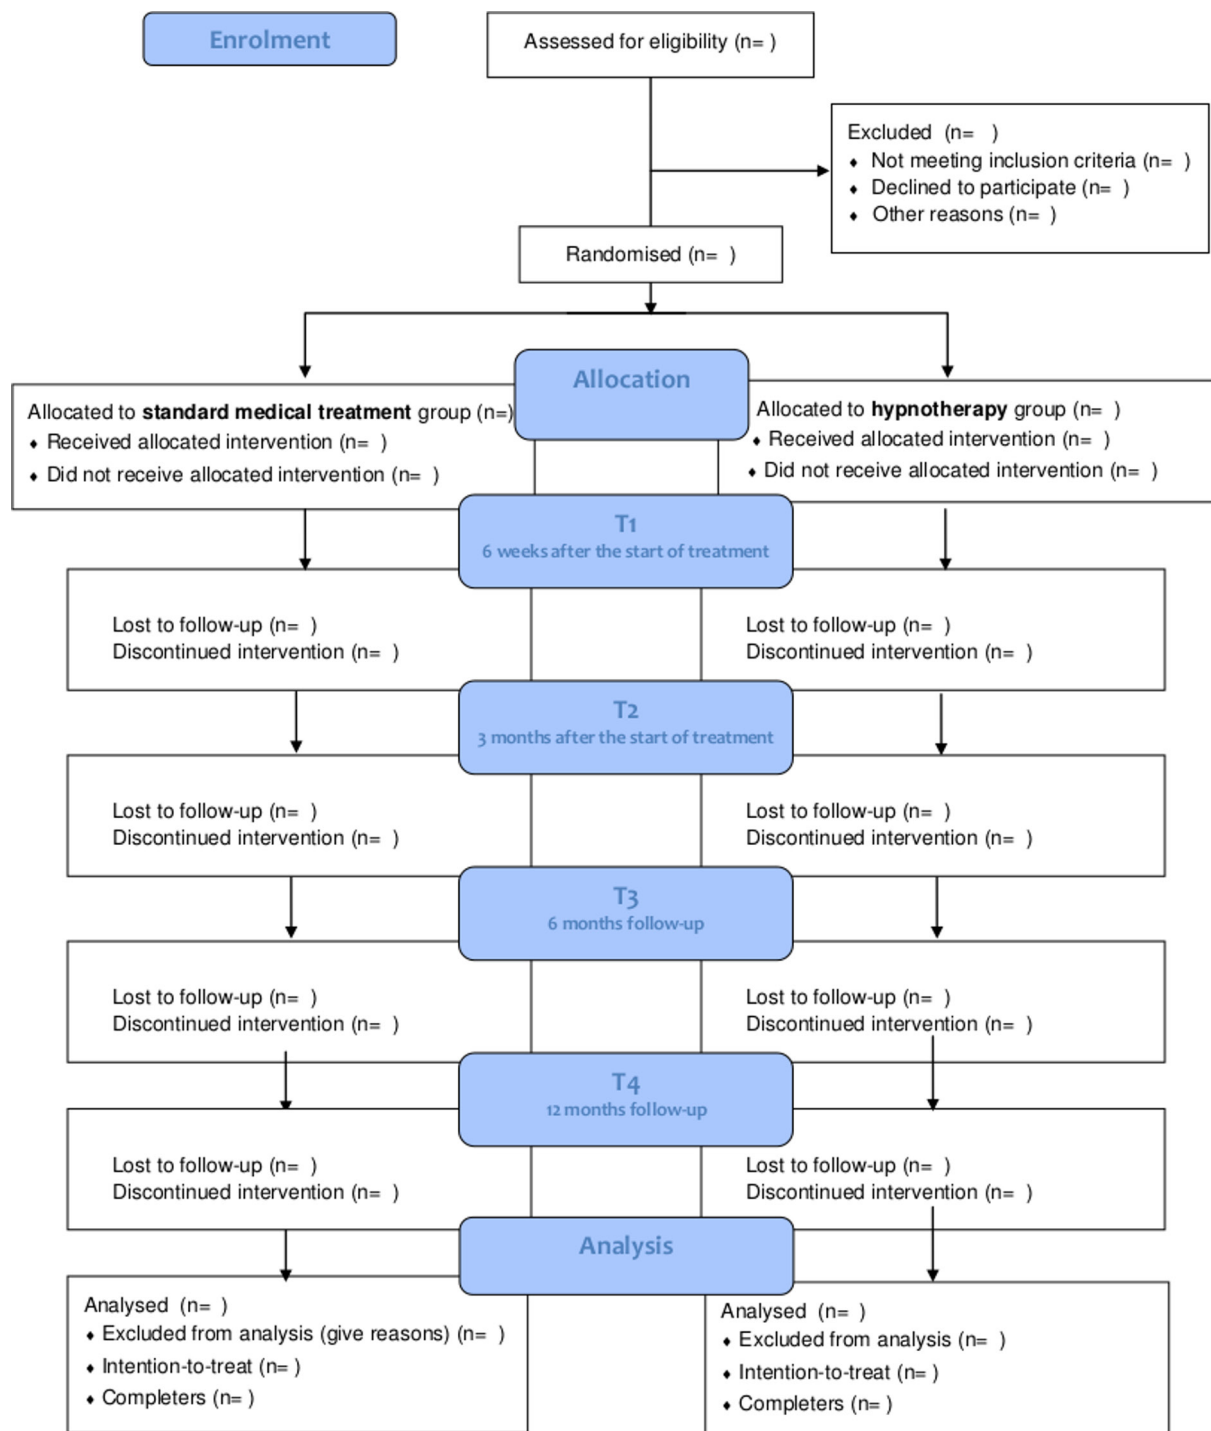 Enrolment
Assessed for eligibility (n= )
Excluded (n= )
♦ Not meeting inclusion criteria (n= )
♦ Declined to participate (n= )
♦ Other reasons (n= )
Randomised (n= )
Allocation
Allocated to standard medical treatment group (n=)
♦ Received allocated intervention (n= )
♦ Did not receive allocated intervention (n= )
Allocated to hypnotherapy group (n= )
♦ Received allocated intervention (n= )
♦ Did not receive allocated intervention (n= )
T1
6 weeks after the start of treatment
Lost to follow-up (n= )
Discontinued intervention (n= )
Lost to follow-up (n= )
Discontinued intervention (n= )
T2
3 months after the start of treatment
Lost to follow-up (n= )
Discontinued intervention (n= )
Lost to follow-up (n= )
Discontinued intervention (n= )
T3
6 months follow-up
Lost to follow-up (n= )
Discontinued intervention (n= )
Lost to follow-up (n= )
Discontinued intervention (n= )
T4
12 months follow-up
Lost to follow-up (n= )
Discontinued intervention (n= )
Lost to follow-up (n= )
Discontinued intervention (n= )
Analysis
Analysed (n= )
♦ Excluded from analysis (give reasons) (n= )
♦ Intention-to-treat (n= )
♦ Completers (n= )
Analysed (n= )
♦ Excluded from analysis (n= )
♦ Intention-to-treat (n= )
♦ Completers (n= )